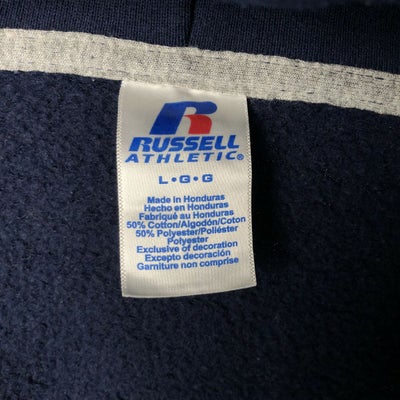 RUSSELL
ATHLETIC®
L•G•G
Made in Honduras
Hecho en Honduras
Fabriqué au Honduras
50% Cotton/Algodón/Coton
50% Polyester/Poliéster
Polyester
Exclusive of decoration
Excepto decoración
Garniture non comprise